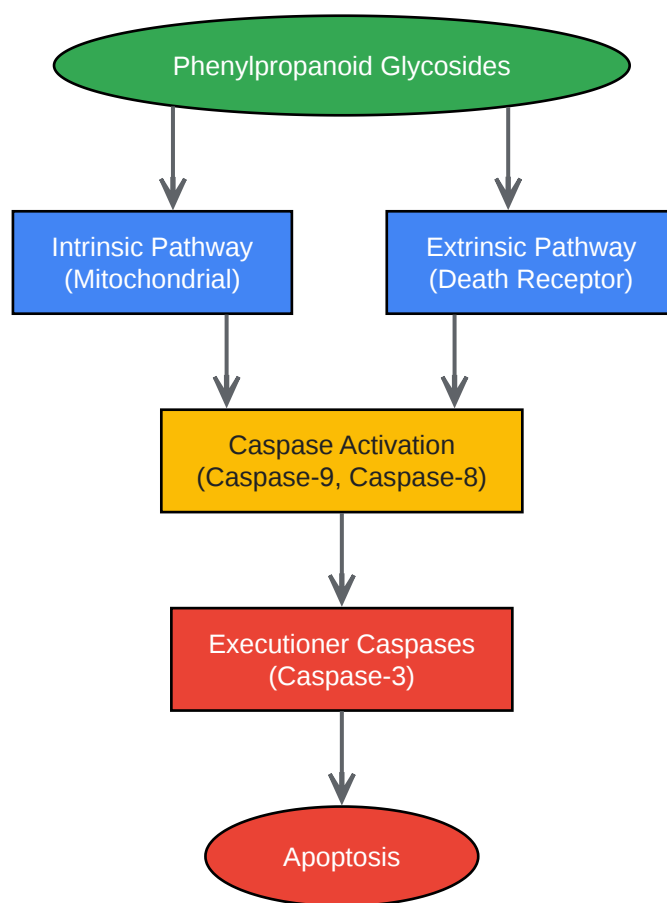 Phenylpropanoid Glycosides
Intrinsic Pathway
(Mitochondrial)
Extrinsic Pathway
(Death Receptor)
Caspase Activation
(Caspase-9, Caspase-8)
Executioner Caspases
(Caspase-3)
Apoptosis